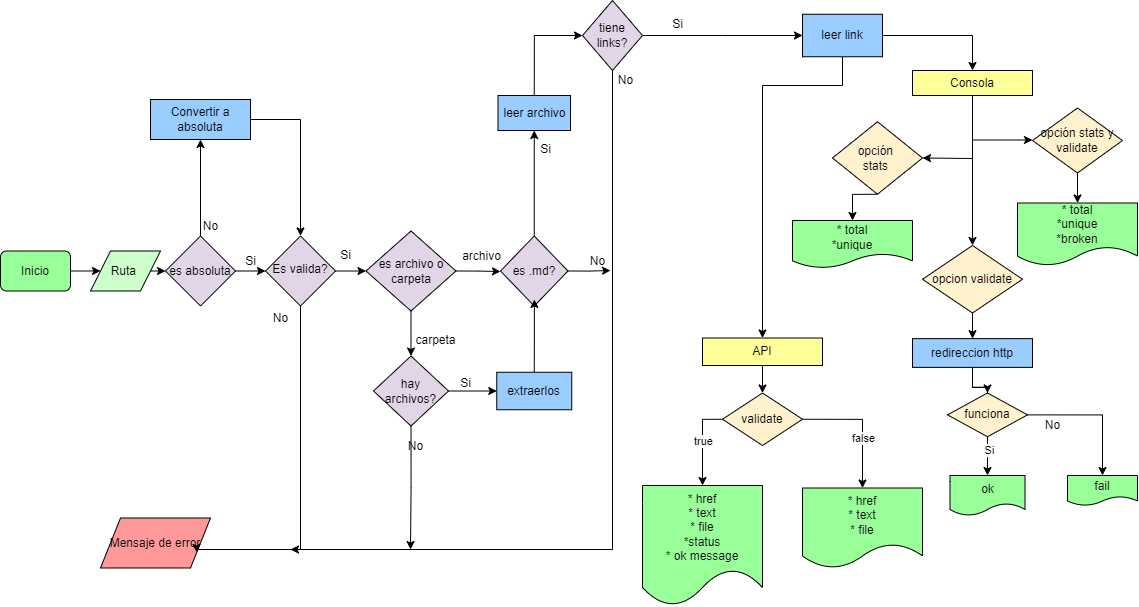 tiene
links?
Si
leer link
No
Consola
Convertir a
absoluta
leer archivo
Si
opción
stats
opción stats y
validate
No
* total
*unique
* total
*unique
*broken
Inicio
Ruta
es absoluta
Si
Es valida?
Si
es archivo o
carpeta
archivo
es .md?
No
opcion validate
No
carpeta
API
redireccion http
hay
archivos?
Si
extraerlos
validate
funciona
true
false
No
No
Si
ok
fail
* href
* text
* file
*status
* ok message
* href
* text
* file
Mensaje de error